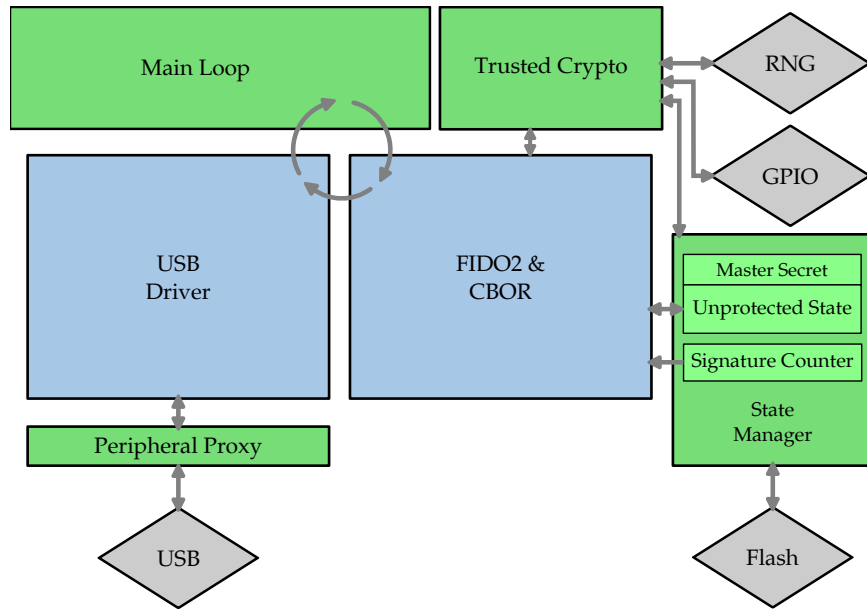 Main Loop
Trusted Crypto
RNG
GPIO
USB
Driver
FIDO2 &
CBOR
Master Secret
Unprotected State
Signature Counter
State
Manager
Peripheral Proxy
USB
Flash